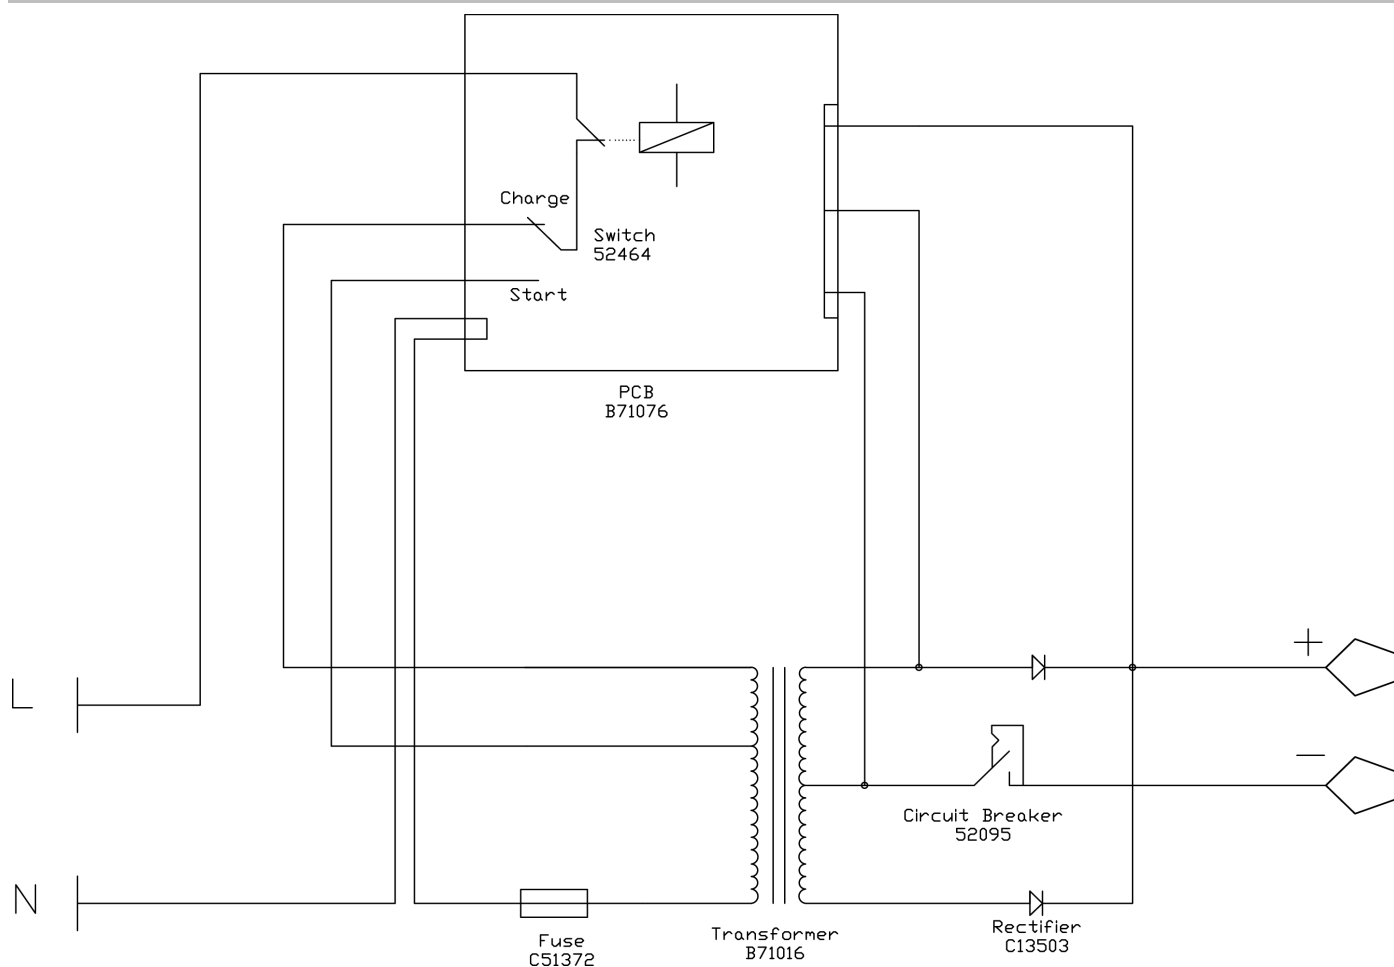 Charge
Switch
52464
Start
PCB
B71076
+
L
−
Circuit Breaker
52095
N
Rectifier
C13503
Transformer
B71016
Fuse
C51372